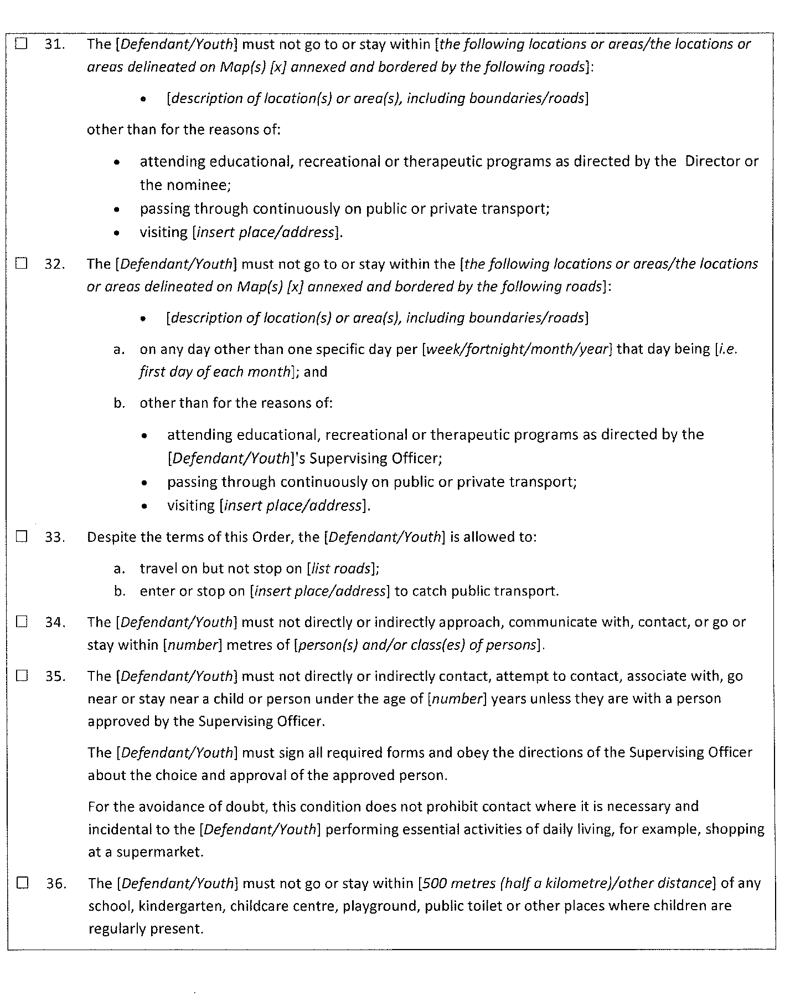 ☐ 31. The [Defendant/Youth] must not go to or stay within [the following locations or areas/the locations or
areas delineated on Map(s) [x] annexed and bordered by the following roads]:
• [description of location(s) or area(s), including boundaries/roads]
other than for the reasons of:
• attending educational, recreational or therapeutic programs as directed by the Director or
the nominee;
• passing through continuously on public or private transport;
• visiting [insert place/address].
☐ 32. The [Defendant/Youth] must not go to or stay within the [the following locations or areas/the locations
or areas delineated on Map(s) [x] annexed and bordered by the following roads]:
• [description of location(s) or area(s), including boundaries/roads]
a. on any day other than one specific day per [week/fortnight/month/year] that day being [i.e.
first day of each month]; and
b. other than for the reasons of:
• attending educational, recreational or therapeutic programs as directed by the
[Defendant/Youth]'s Supervising Officer;
• passing through continuously on public or private transport;
• visiting [insert place/address].
☐ 33. Despite the terms of this Order, the [Defendant/Youth] is allowed to:
a. travel on but not stop on [list roads];
b. enter or stop on [insert place/address] to catch public transport.
☐ 34. The [Defendant/Youth] must not directly or indirectly approach, communicate with, contact, or go or
stay within [number] metres of [person(s) and/or class(es) of persons].
☐ 35. The [Defendant/Youth] must not directly or indirectly contact, attempt to contact, associate with, go
near or stay near a child or person under the age of [number] years unless they are with a person
approved by the Supervising Officer.
The [Defendant/Youth] must sign all required forms and obey the directions of the Supervising Officer
about the choice and approval of the approved person.
For the avoidance of doubt, this condition does not prohibit contact where it is necessary and
incidental to the [Defendant/Youth] performing essential activities of daily living, for example, shopping
at a supermarket.
☐ 36. The [Defendant/Youth] must not go or stay within [500 metres (half a kilometre)/other distance] of any
school, kindergarten, childcare centre, playground, public toilet or other places where children are
regularly present.